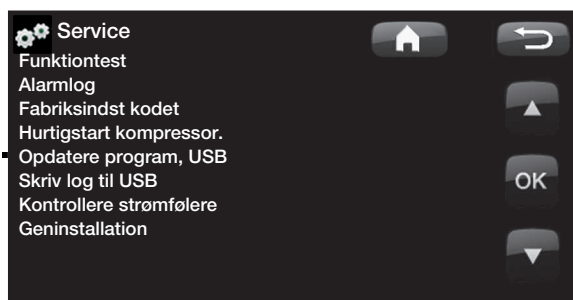 Service
Funktiontest
Alarmlog
Fabriksindst kodet
Hurtigstart kompressor.
Opdatere program, USB
Skriv log til USB
OK
Kontrollere strømfølere
Geninstallation